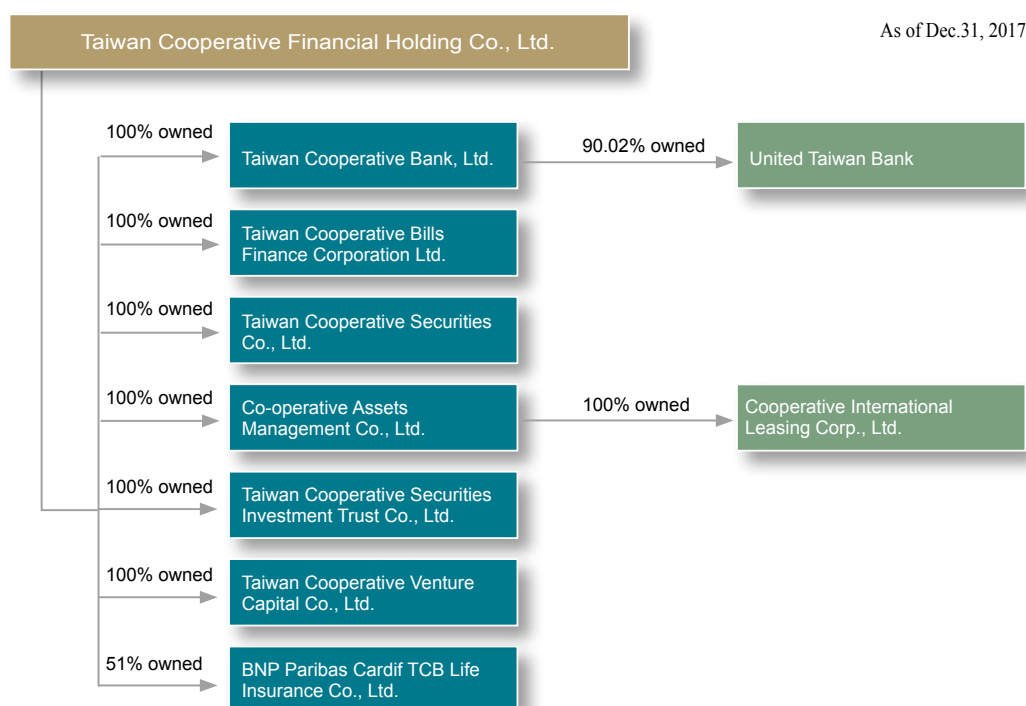 Taiwan Cooperative Financial Holding Co., Ltd.
As of Dec.31, 2017
100% owned
Taiwan Cooperative Bank, Ltd.
90.02% owned
United Taiwan Bank
100% owned
Taiwan Cooperative Bills
Finance Corporation Ltd.
100% owned
Taiwan Cooperative Securities
Co., Ltd.
100% owned
Co-operative Assets
Management Co., Ltd.
100% owned
Cooperative International
Leasing Corp., Ltd.
100% owned
Taiwan Cooperative Securities
Investment Trust Co., Ltd.
100% owned
Taiwan Cooperative Venture
Capital Co., Ltd.
51% owned
BNP Paribas Cardif TCB Life
Insurance Co., Ltd.